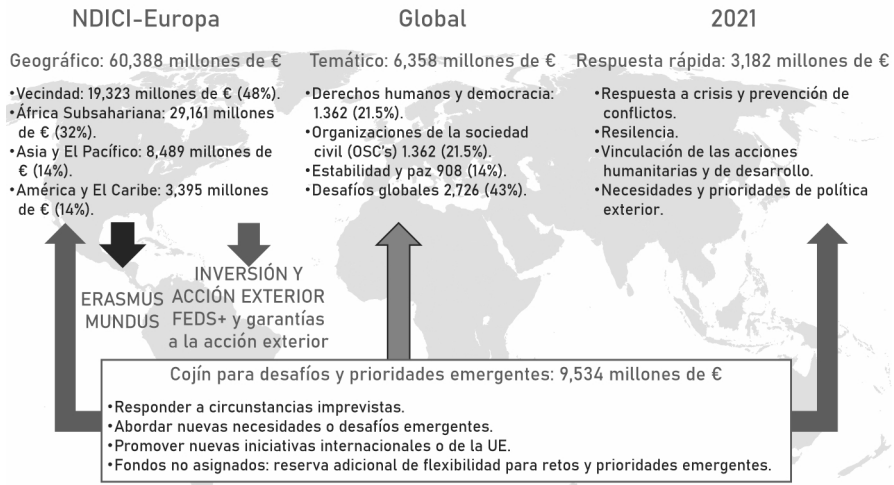 NDICI-Europa
Geográfico: 60,388 millones de €
•Vecindad: 19,323 millones de € (48%).
•África Subsahariana: 29,161 millones
de € (32%).
•Asia y El Pacífico: 8,489 millones de
€ (14%).
•América y El Caribe: 3,395 millones
de € (14%).
ERASMUS
MUNDUS
INVERSIÓN Y
ACCIÓN EXTERIOR
FEDS+ y garantías
a la acción exterior
Global
Temático: 6,358 millones de €
•Derechos humanos y democracia:
1.362 (21.5%).
•Organizaciones de la sociedad
civil (OSC's) 1.362 (21.5%).
•Estabilidad y paz 908 (14%).
•Desafíos globales 2,726 (43%).
2021
Respuesta rápida: 3,182 millones de €
•Respuesta a crisis y prevención de
conflictos.
•Resilencia.
•Vinculación de las acciones
humanitarias y de desarrollo.
•Necesidades y prioridades de política
exterior.
Cojín para desafíos y prioridades emergentes: 9,534 millones de €
•Responder a circunstancias imprevistas.
•Abordar nuevas necesidades o desafíos emergentes.
•Promover nuevas iniciativas internacionales o de la UE.
•Fondos no asignados: reserva adicional de flexibilidad para retos y prioridades emergentes.